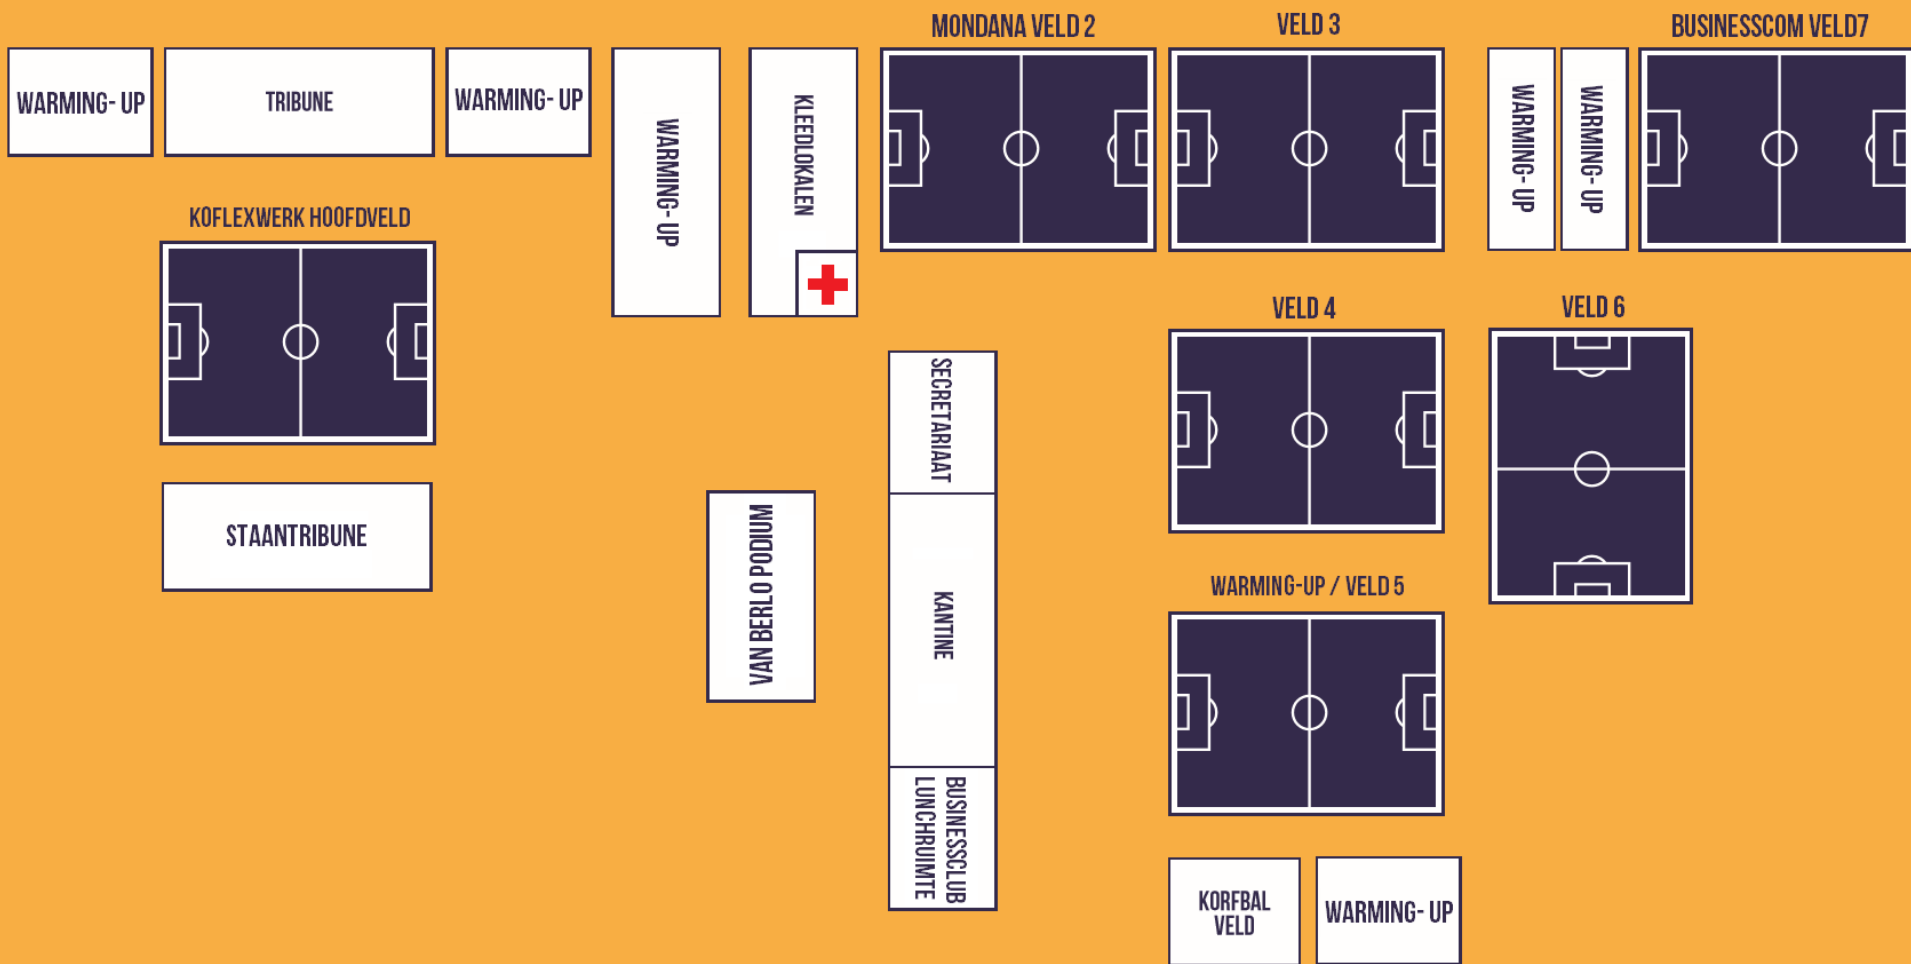 MONDANA VELD 2
VELD 3
BUSINESSCOM VELD7
WARMING- UP
TRIBUNE
WARMING- UP
WARMING- UP
KLEEDLOKALEN
WARMING- UP
WARMING- UP
KOFLEXWERK HOOFDVELD
VELD 4
VELD 6
SECRETARIAAT
STAANTRIBUNE
VAN BERLO PODIUM
KANTINE
WARMING-UP / VELD 5
BUSINESSCLUB
LUNCHRUIMTE
KORFBAL
VELD
WARMING- UP